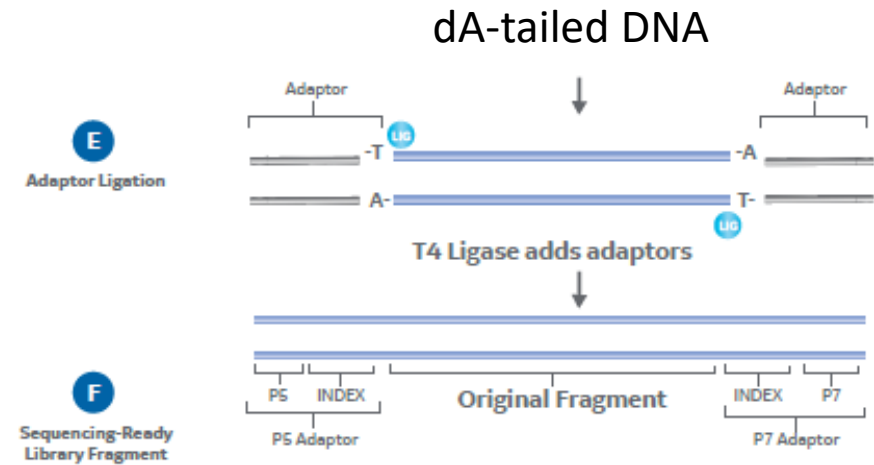 dA-tailed DNA
Adaptor
Adaptor
E
LIG
-T
-A
Adaptor Ligation
A-
T-
LIG
T4 Ligase adds adaptors
F
P5
INDEX
Original Fragment
INDEX
P7
Sequencing-Ready
Library Fragment
P5 Adaptor
P7 Adaptor